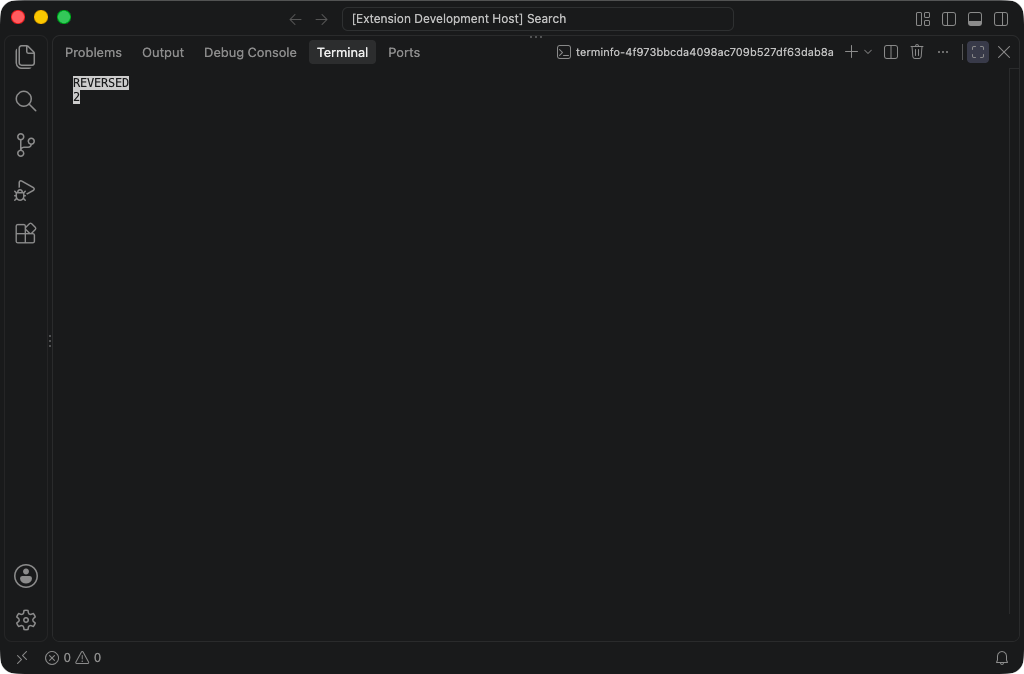 [Extension Development Host] Search
Problems Output Debug Console Terminal Ports terminfo-4f973bbcda4098ac709b527df63dab8a
REVERSED
2
0 0